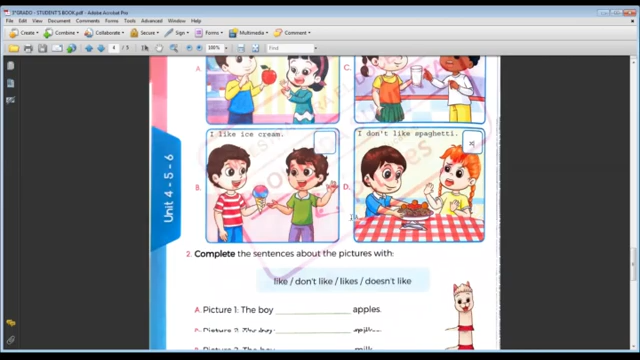 3°GRADO - STUDENT'S BOOK.pdf - Adobe Acrobat Pro
File Edit View Document Comments Forms Tools Advanced Window Help
Create Combine Collaborate Secure Sign Forms Multimedia Comment
/ 5 100% Find
A.
C.
I like ice cream.
I don't like spaghetti.
x
B.
D.
Unit 4 - 5 - 6
2. Complete the sentences about the pictures with:
like / don't like / likes / doesn't like
A. Picture 1: The boy ____________ apples.